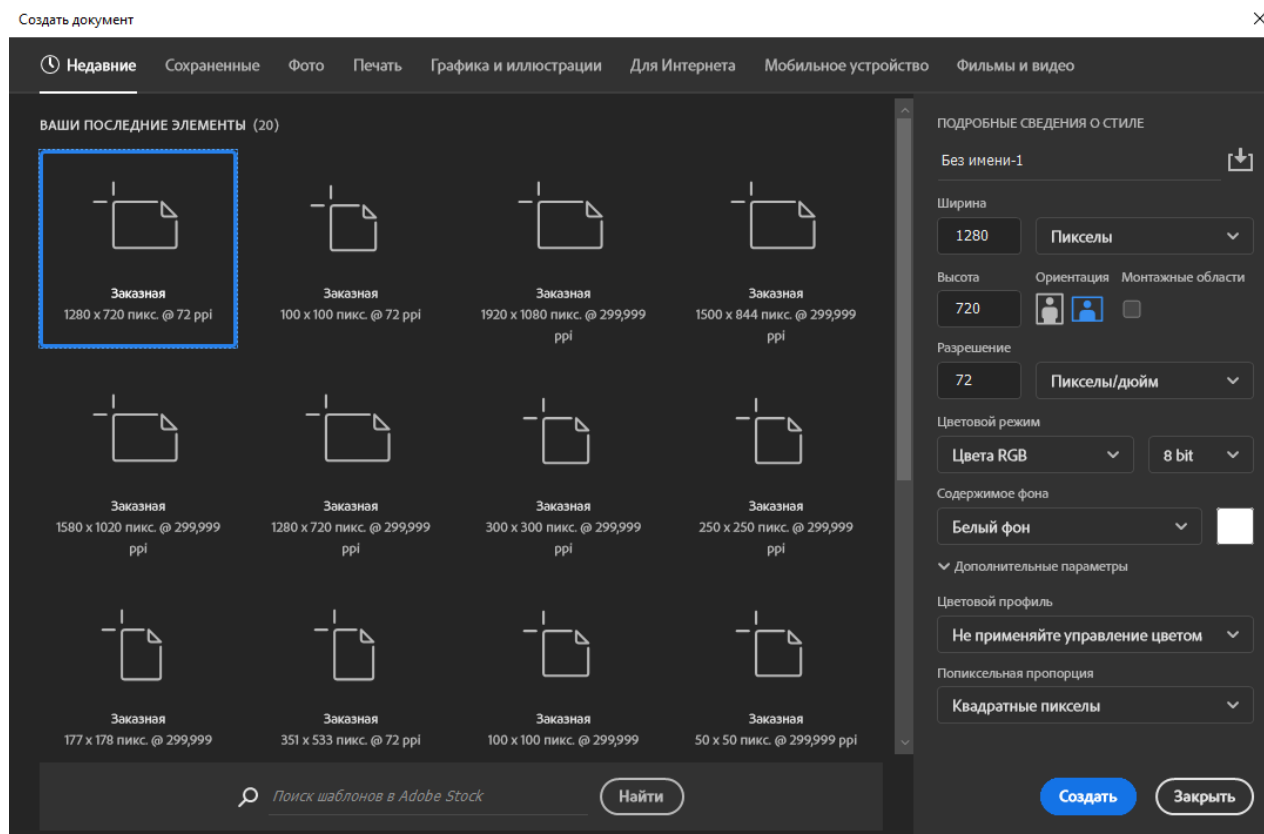 Создать документ
Недавние Сохраненные Фото Печать Графика и иллюстрации Для Интернета Мобильное устройство Фильмы и видео
ВАШИ ПОСЛЕДНИЕ ЭЛЕМЕНТЫ (20)
Заказная
1280 x 720 пикс. @ 72 ppi
Заказная
100 x 100 пикс. @ 72 ppi
Заказная
1920 x 1080 пикс. @ 299,999
ppi
Заказная
1500 x 844 пикс. @ 299,999
ppi
Заказная
1580 x 1020 пикс. @ 299,999
ppi
Заказная
1280 x 720 пикс. @ 299,999
ppi
Заказная
300 x 300 пикс. @ 299,999
ppi
Заказная
250 x 250 пикс. @ 299,999
ppi
Заказная
177 x 178 пикс. @ 299,999
Заказная
351 x 533 пикс. @ 72 ppi
Заказная
100 x 100 пикс. @ 299,999
Заказная
50 x 50 пикс. @ 299,999 ppi
Поиск шаблонов в Adobe Stock
Найти
ПОДРОБНЫЕ СВЕДЕНИЯ О СТИЛЕ
Без имени-1
Ширина
1280 Пикселы
Высота Ориентация Монтажные области
720
Разрешение
72 Пикселы/дюйм
Цветовой режим
Цвета RGB 8 bit
Содержимое фона
Белый фон
Дополнительные параметры
Цветовой профиль
Не применяйте управление цветом
Попиксельная пропорция
Квадратные пикселы
Создать Закрыть